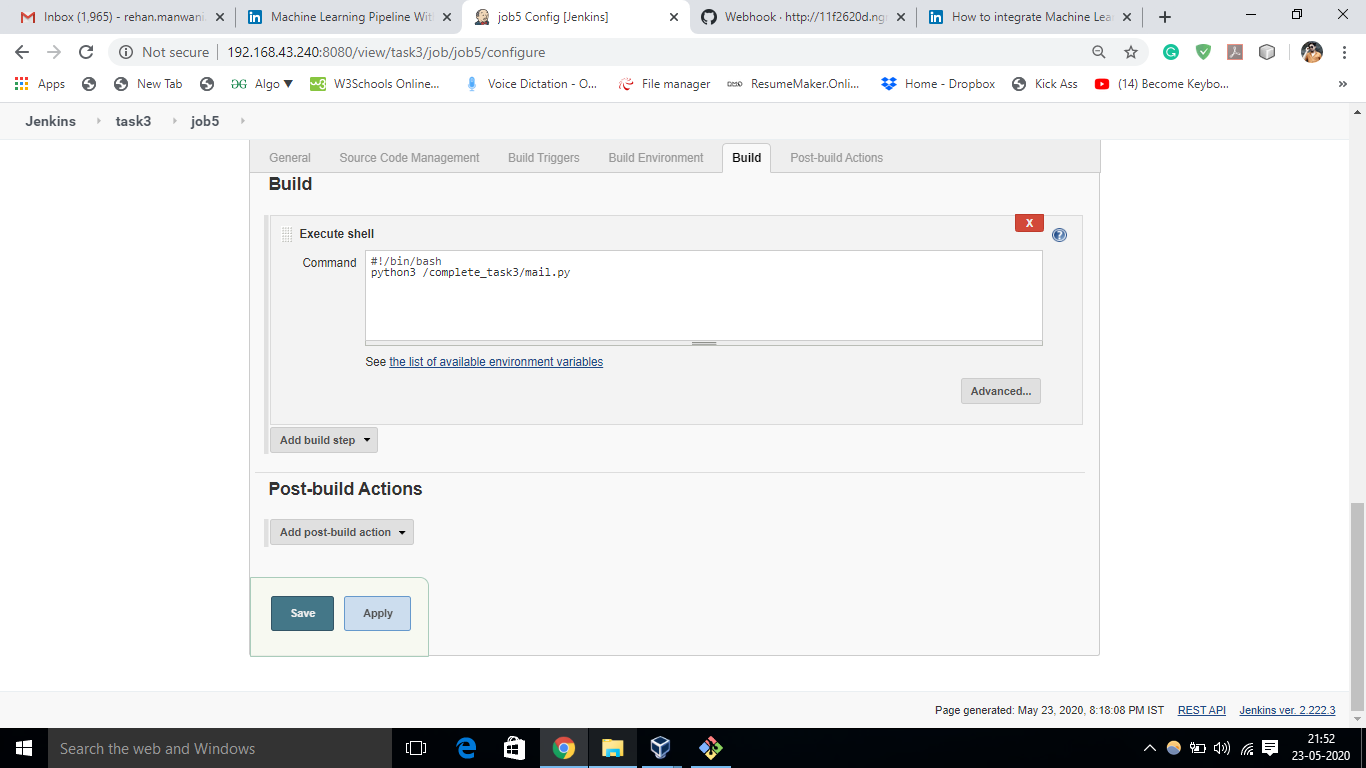 Inbox (1,965) - rehan.manwani
Machine Learning Pipeline Wit
job5 Config [Jenkins]
Webhook · http://11f2620d.ng
How to integrate Machine Lea
Not secure
192.168.43.240:8080/view/task3/job/job5/configure
Apps
New Tab
Algo ▼
W3Schools Online...
Voice Dictation - O...
File manager
ResumeMaker.Onli...
Home - Dropbox
Kick Ass
(14) Become Keybo...
»
Jenkins
task3
job5
General
Source Code Management
Build Triggers
Build Environment
Build
Post-build Actions
Build
X
Execute shell
Command
#!/bin/bash
python3 /complete_task3/mail.py
See the list of available environment variables
Advanced...
Add build step
Post-build Actions
Add post-build action
Save
Apply
Page generated: May 23, 2020, 8:18:08 PM IST
REST API
Jenkins ver. 2.222.3
Search the web and Windows
21:52
23-05-2020